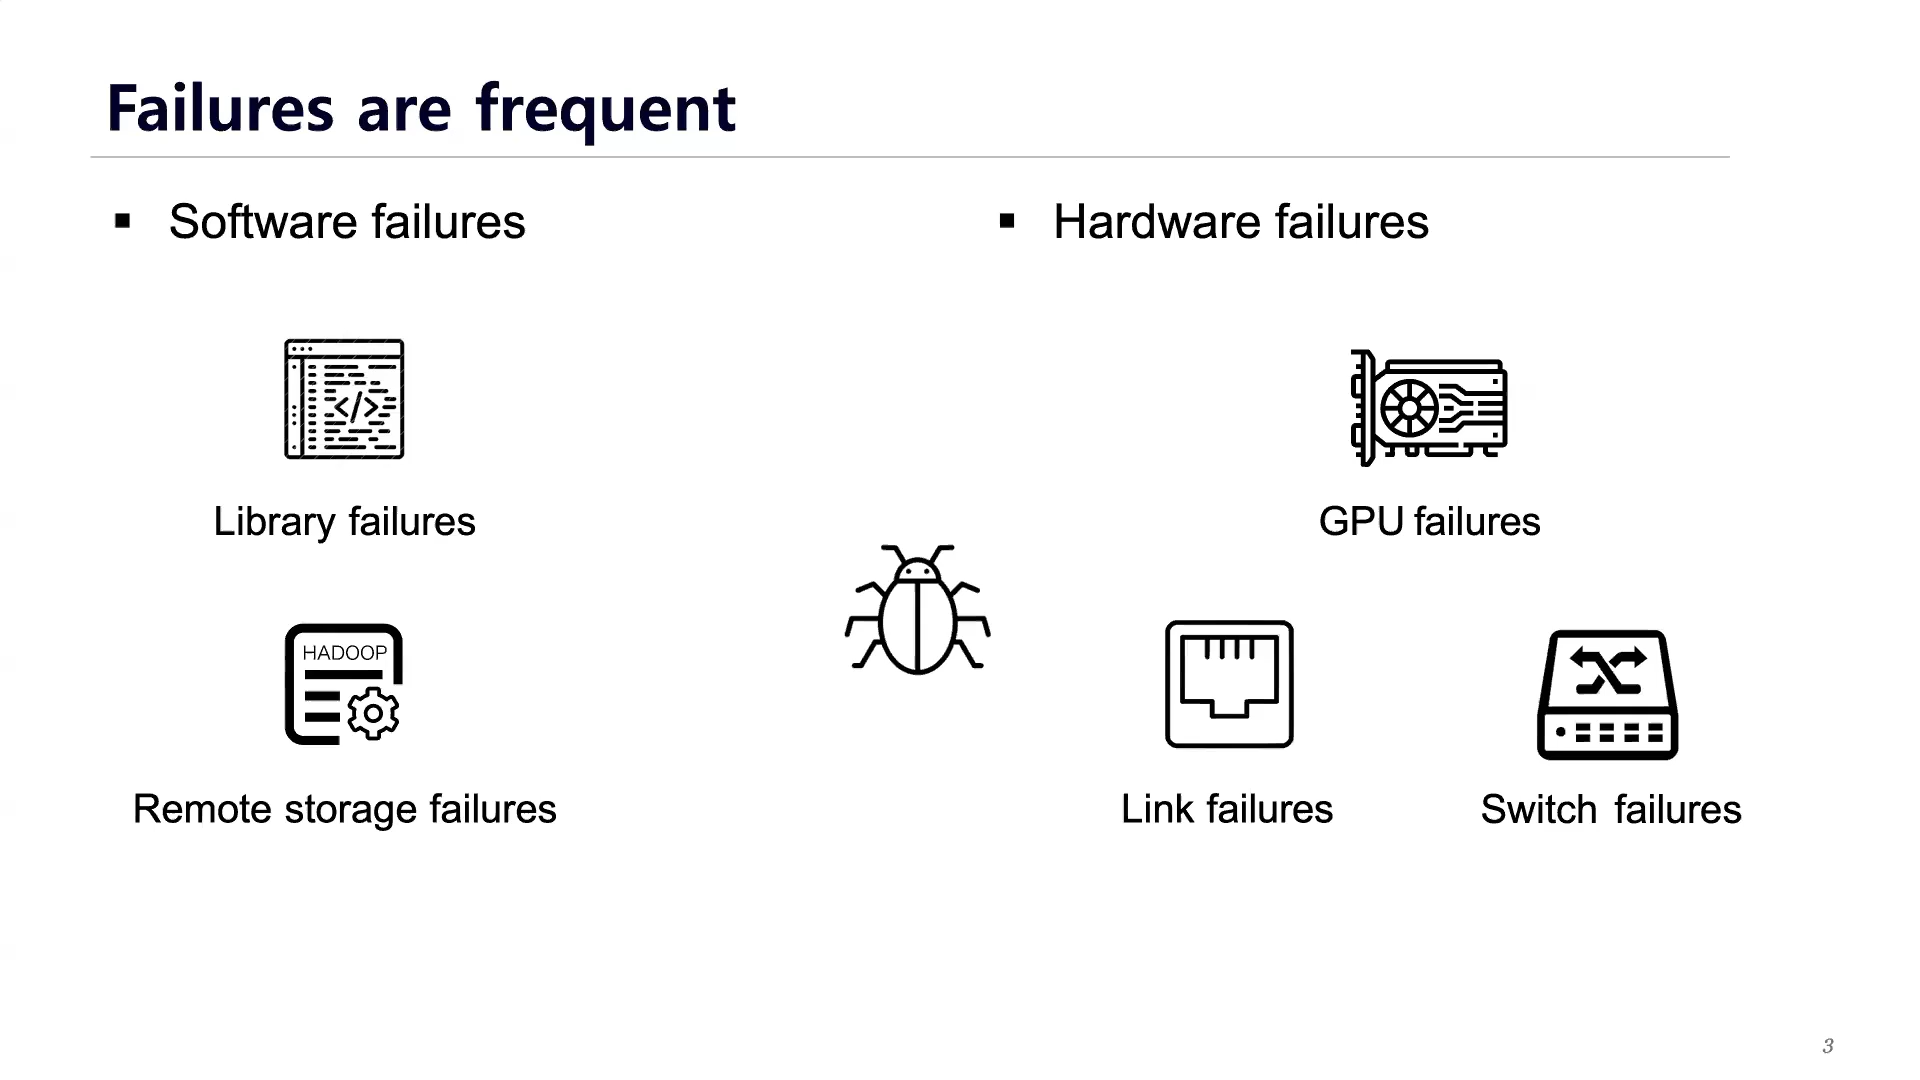 Failures are frequent
▪ Software failures
▪ Hardware failures
</>
Library failures
GPU failures
HADOOP
Remote storage failures
Link failures
Switch failures
3